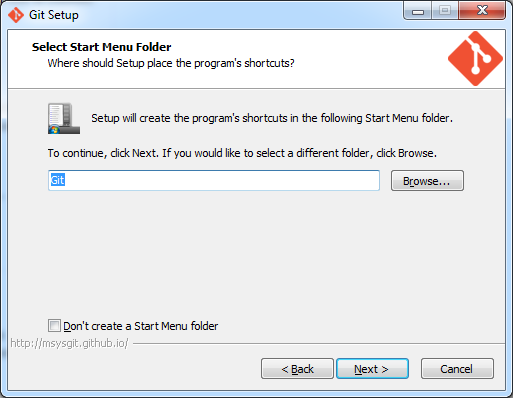 Git Setup
Select Start Menu Folder
Where should Setup place the program's shortcuts?
Setup will create the program's shortcuts in the following Start Menu folder.
To continue, click Next. If you would like to select a different folder, click Browse.
Git
Browse...
Don't create a Start Menu folder
http://msysgit.github.io/
< Back
Next >
Cancel